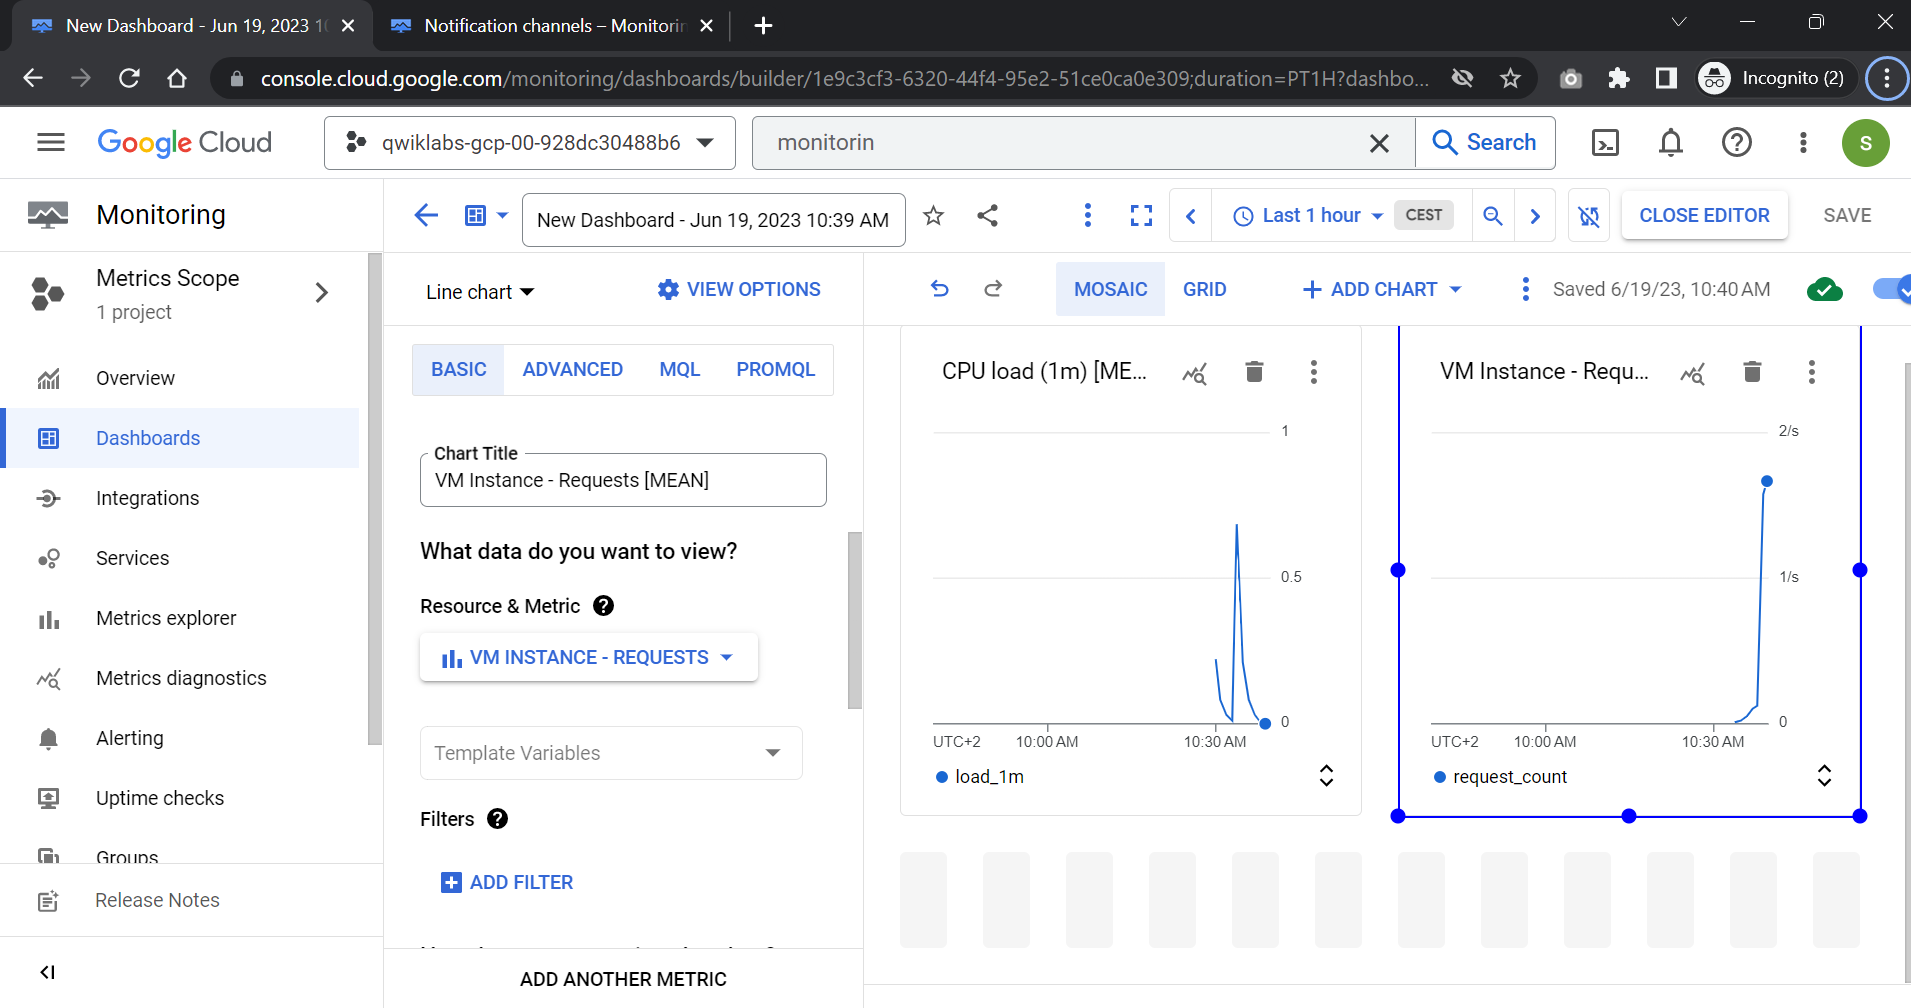 New Dashboard - Jun 19, 2023 10
Notification channels – Monitorin
console.cloud.google.com/monitoring/dashboards/builder/1e9c3cf3-6320-44f4-95e2-51ce0ca0e309;duration=PT1H?dashbo...
Incognito (2)
Google Cloud
qwiklabs-gcp-00-928dc30488b6
monitorin
Search
S
Monitoring
New Dashboard - Jun 19, 2023 10:39 AM
Last 1 hour
CEST
CLOSE EDITOR
SAVE
Metrics Scope
1 project
Overview
Dashboards
Integrations
Services
Metrics explorer
Metrics diagnostics
Alerting
Uptime checks
Groups
Release Notes
Line chart
VIEW OPTIONS
BASIC
ADVANCED
MQL
PROMQL
Chart Title
VM Instance - Requests [MEAN]
What data do you want to view?
Resource & Metric
VM INSTANCE - REQUESTS
Template Variables
Filters
ADD FILTER
ADD ANOTHER METRIC
MOSAIC
GRID
ADD CHART
Saved 6/19/23, 10:40 AM
CPU load (1m) [ME...
1
0.5
0
UTC+2
10:00 AM
10:30 AM
load_1m
VM Instance - Requ...
2/s
1/s
0
UTC+2
10:00 AM
10:30 AM
request_count